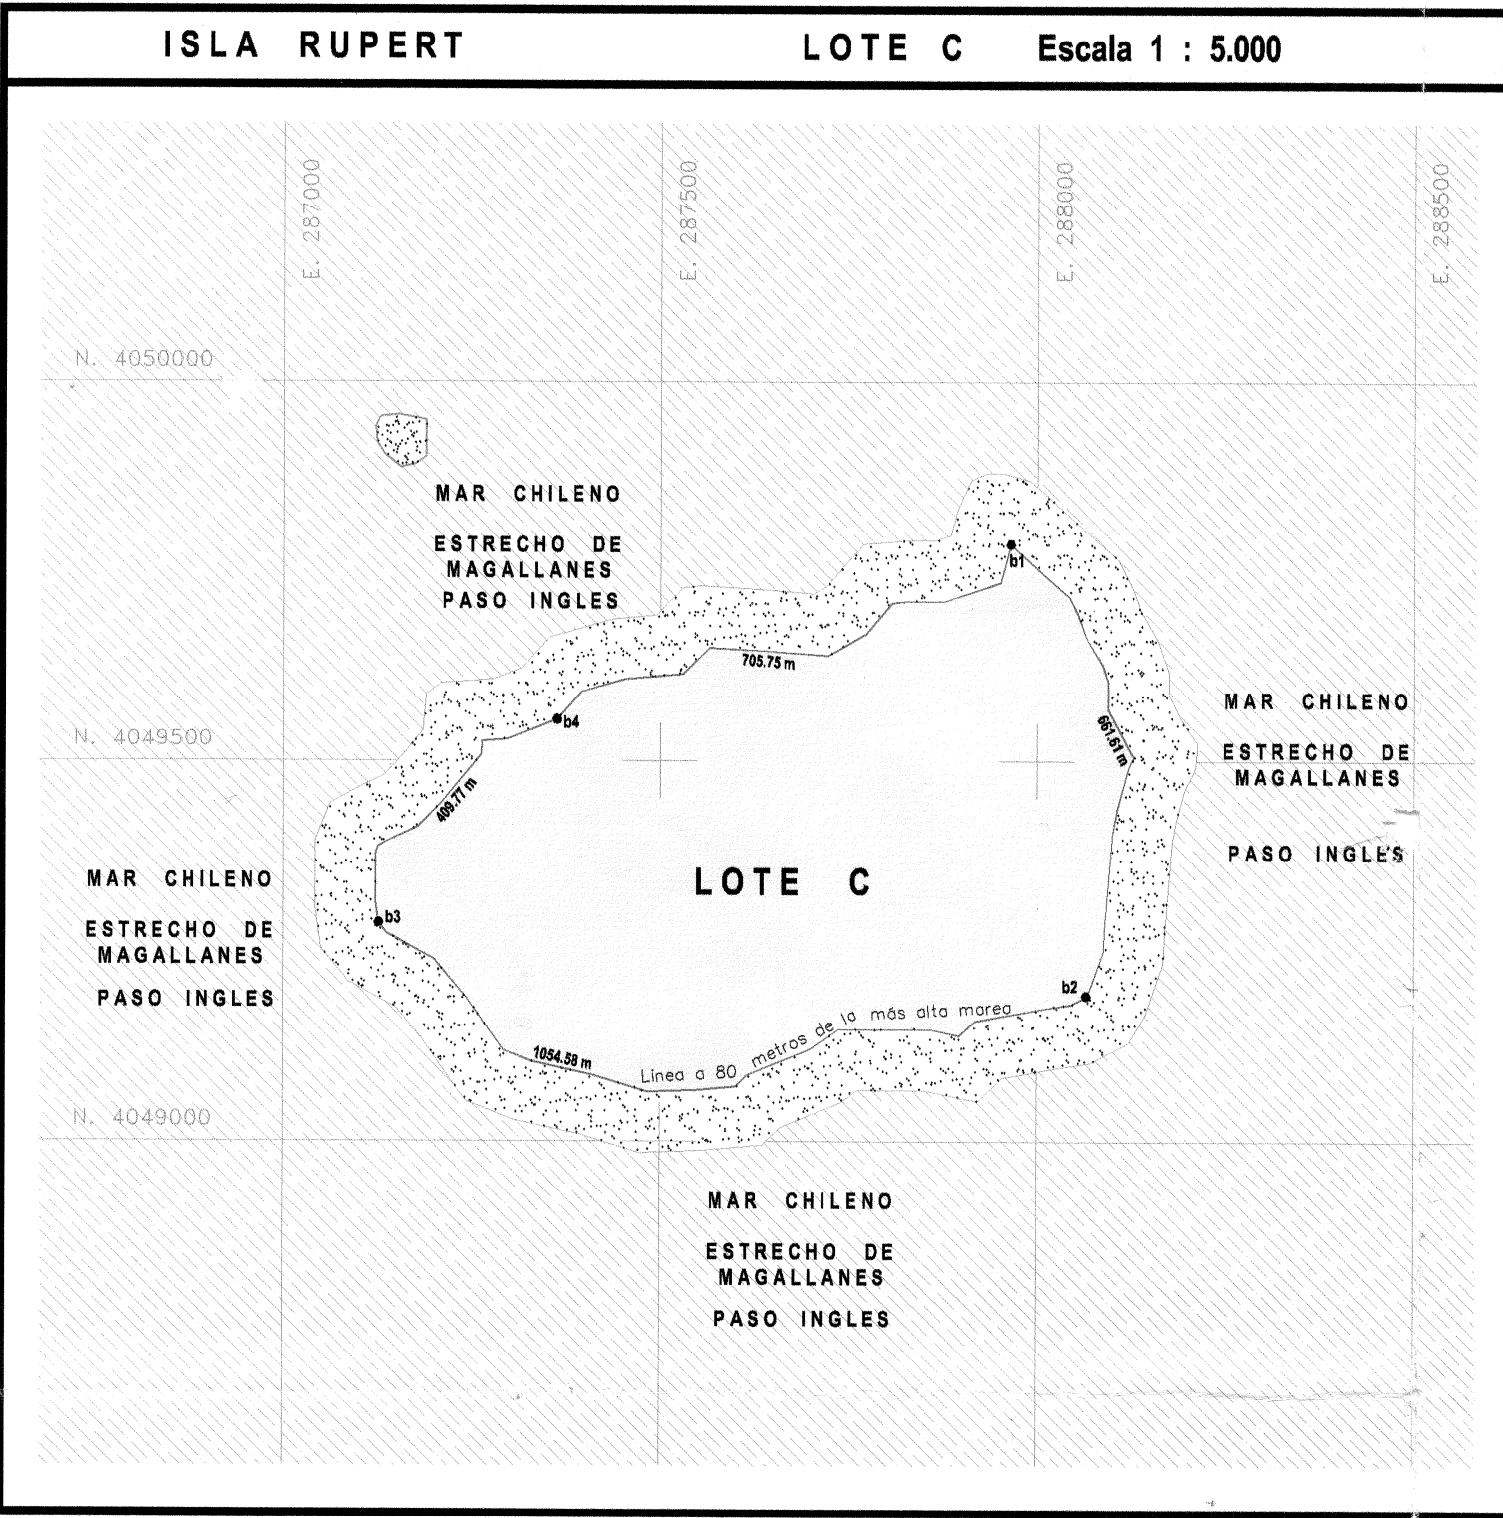 ISLA RUPERT LOTE C Escala 1 : 5.000
E. 287000
E. 287500
E. 288000
E. 288500
N. 4050000
MAR CHILENO
ESTRECHO DE
MAGALLANES
PASO INGLES
b1
705.75 m
b4
661.61 m
MAR CHILENO
ESTRECHO DE
MAGALLANES
PASO INGLES
N. 4049500
409.77 m
LOTE C
MAR CHILENO
ESTRECHO DE
MAGALLANES
PASO INGLES
b3
b2
Linea a 80 metros de la más alta marea
1054.58 m
N. 4049000
MAR CHILENO
ESTRECHO DE
MAGALLANES
PASO INGLES